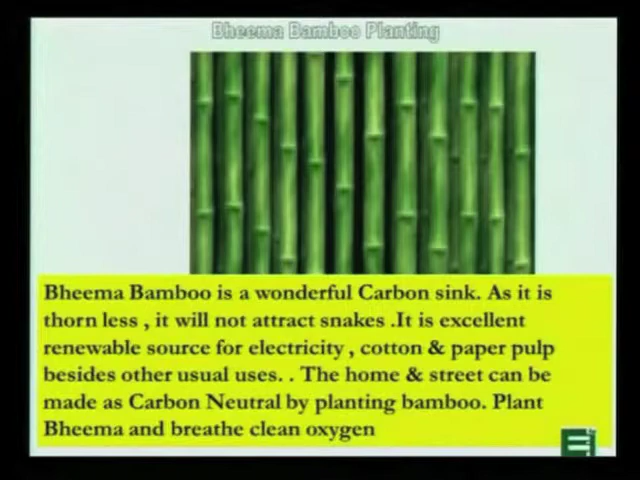 Bheema Bamboo Planting
Bheema Bamboo is a wonderful Carbon sink. As it is
thorn less , it will not attract snakes .It is excellent
renewable source for electricity , cotton & paper pulp
besides other usual uses. . The home & street can be
made as Carbon Neutral by planting bamboo. Plant
Bheema and breathe clean oxygen